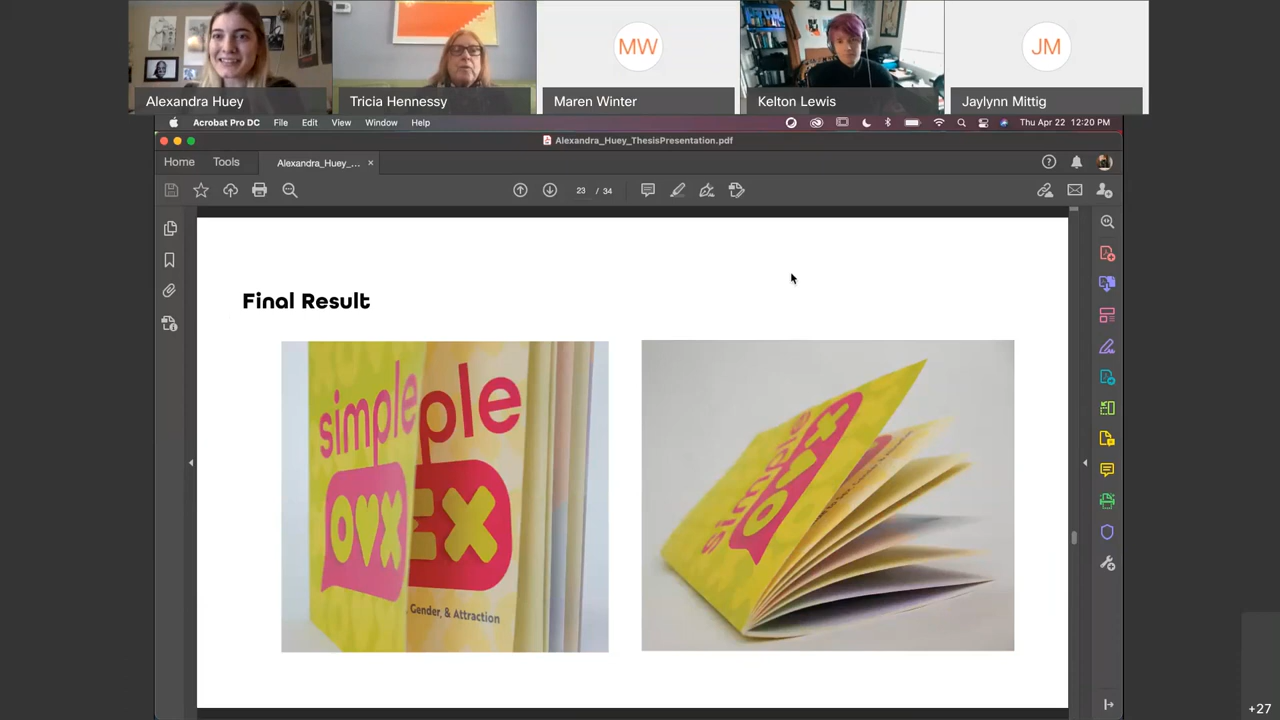 MW
JM
Alexandra Huey
Tricia Hennessy
Maren Winter
Kelton Lewis
Jaylynn Mittig
Acrobat Pro DC File Edit View Window Help Thu Apr 22 12:20 PM
Alexandra_Huey_ThesisPresentation.pdf
Home Tools Alexandra_Huey_... ×
23 / 34
Final Result
simple
ple
O♥X
EX
Gender, & Attraction
simple
O♥X
+27